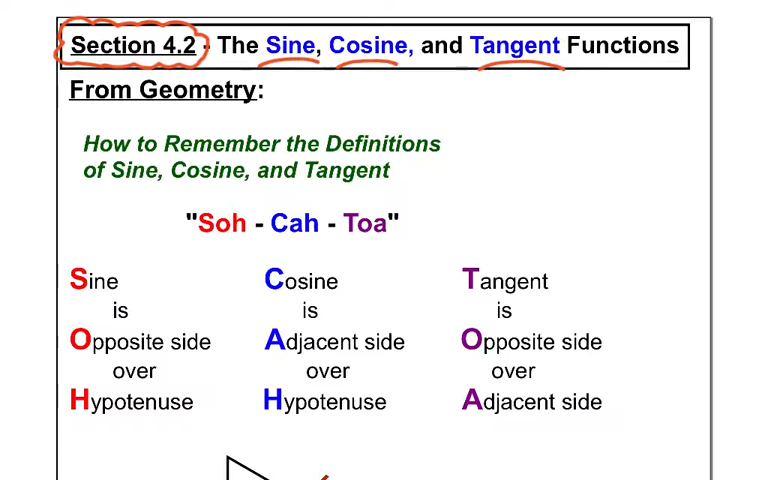 Section 4.2 - The Sine, Cosine, and Tangent Functions
From Geometry:
How to Remember the Definitions
of Sine, Cosine, and Tangent
"Soh - Cah - Toa"
Sine Cosine Tangent
is is is
Opposite side Adjacent side Opposite side
over over over
Hypotenuse Hypotenuse Adjacent side